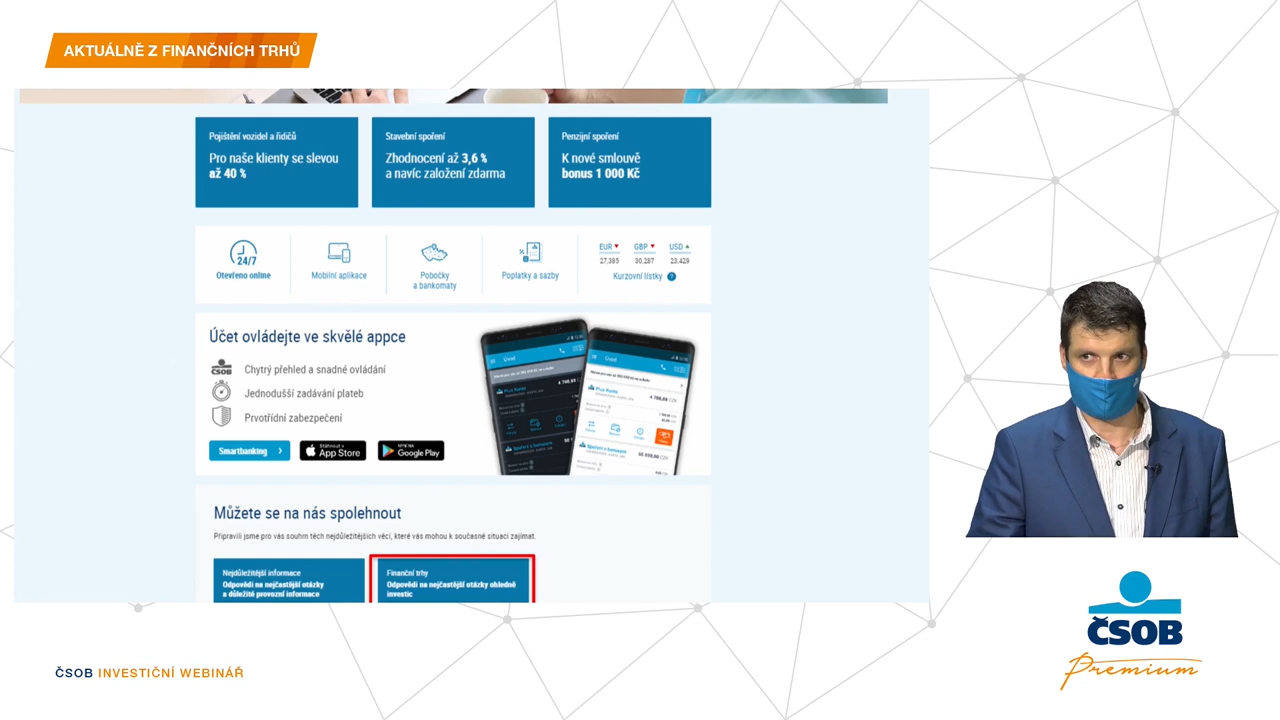 AKTUÁLNĚ Z FINANČNÍCH TRHŮ
Pojištění vozidel a řidičů
Pro naše klienty se slevou
až 40 %
Stavební spoření
Zhodnocení až 3,6 %
a navíc založení zdarma
Penzijní spoření
K nové smlouvě
bonus 1 000 Kč
24/7
Otevřeno online
Mobilní aplikace
Pobočky
a bankomaty
Poplatky a sazby
EUR GBP USD
27,385 30,287 23,429
Kurzovní lístky ?
Účet ovládejte ve skvělé appce
ČSOB
Chytrý přehled a snadné ovládání
Jednodušší zadávání plateb
Prvotřídní zabezpečení
Smartbanking
App Store
Google Play
Úvod
Úvod
Plus Konto
Můžete se na nás spolehnout
Připravili jsme pro vás souhrn těch nejdůležitějších věcí, které vás mohou k současné situaci zajímat.
Nejdůležitější informace
Odpovědi na nejčastější otázky
a důležité provozní informace
Finanční trhy
Odpovědi na nejčastější otázky ohledně
investic
ČSOB
Premium
ČSOB INVESTIČNÍ WEBINÁŘ